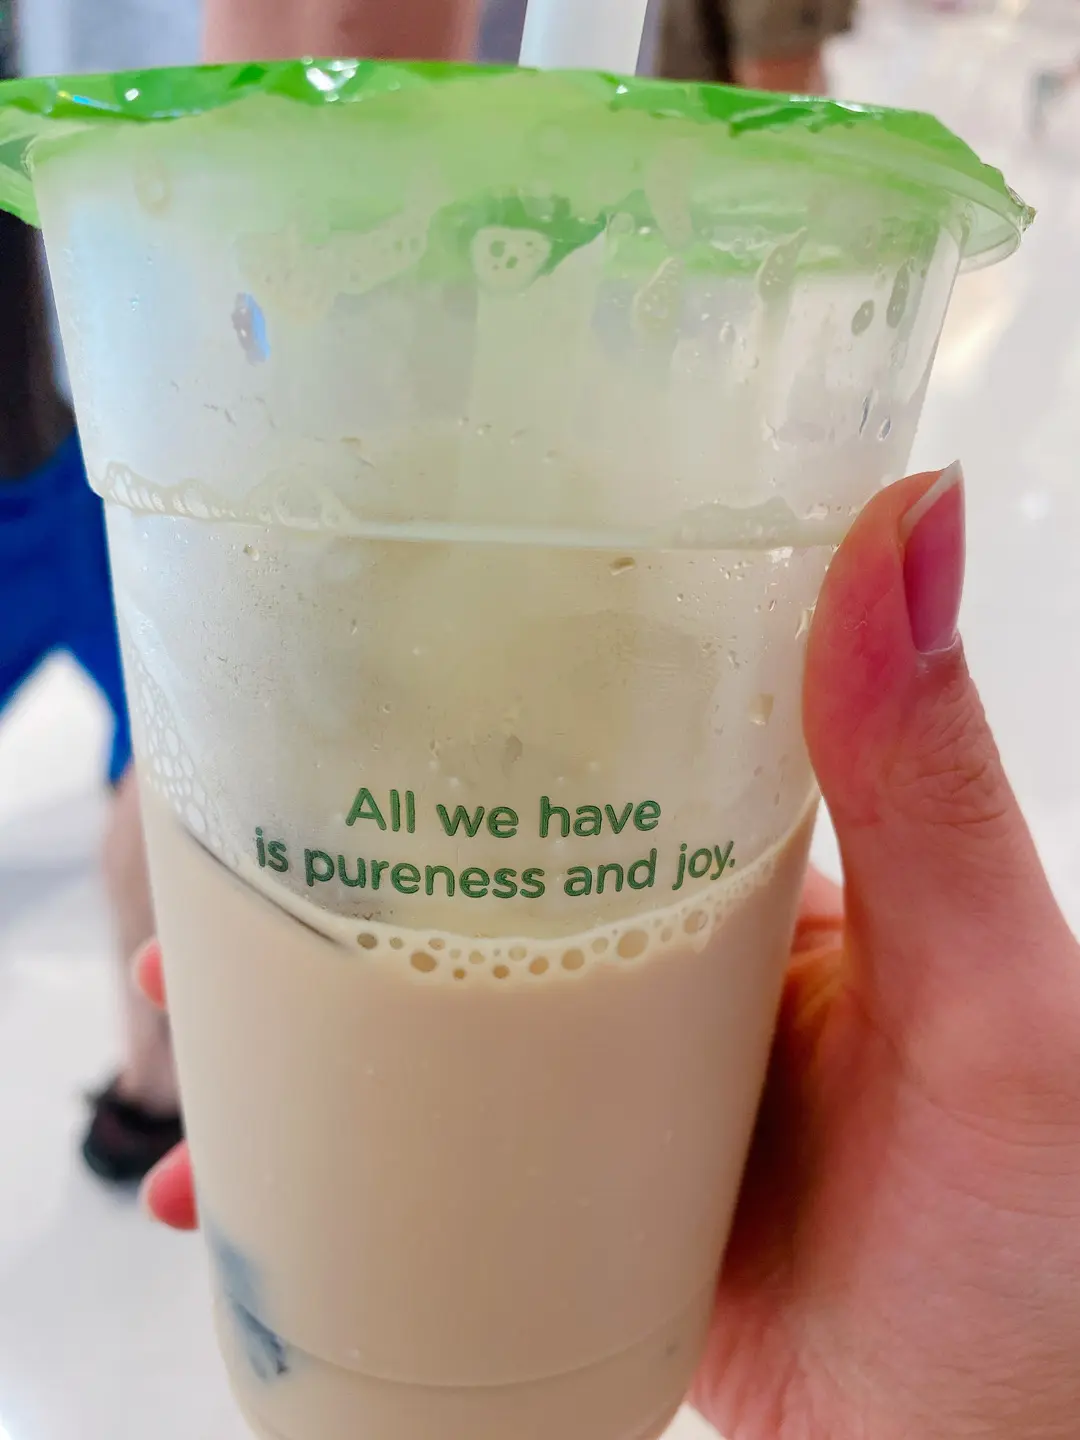 All we have
is pureness and joy.